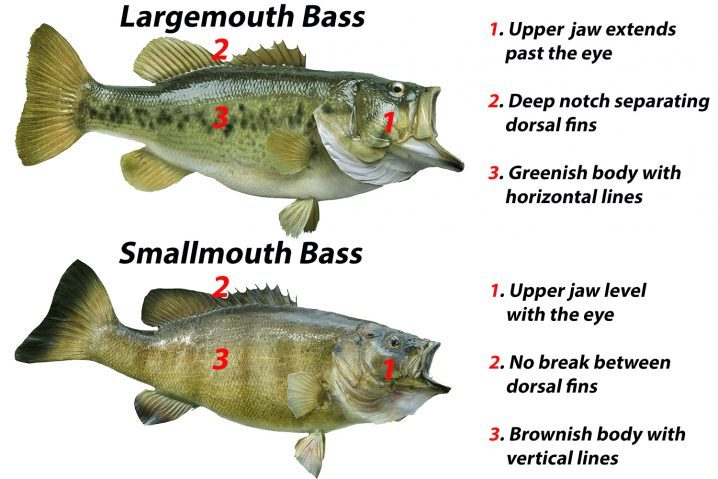 Largemouth Bass
2
3
1
1. Upper jaw extends
past the eye
2. Deep notch separating
dorsal fins
3. Greenish body with
horizontal lines
Smallmouth Bass
2
3
1
1. Upper jaw level
with the eye
2. No break between
dorsal fins
3. Brownish body with
vertical lines